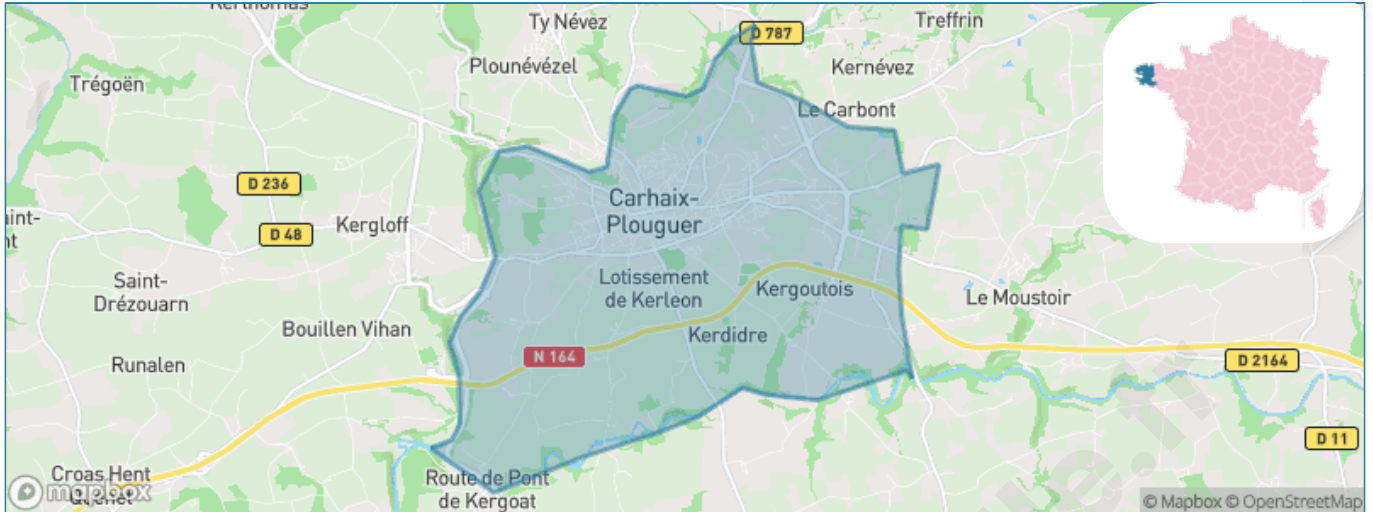 Kerthomas
Ty Névez
D 787
Treffrin
Plounévézel
Kernévez
Trégoën
Le Carbont
D 236
Carhaix-
Plouguer
Kergloff
D 48
Saint-
Drézouarn
Lotissement
de Kerleon
Kergoutois
Le Moustoir
Bouillen Vihan
Kerdidre
N 164
D 2164
Runalen
D 11
Croas Hent
Quenet
Route de Pont
de Kergoat
mapbox
© Mapbox © OpenStreetMap